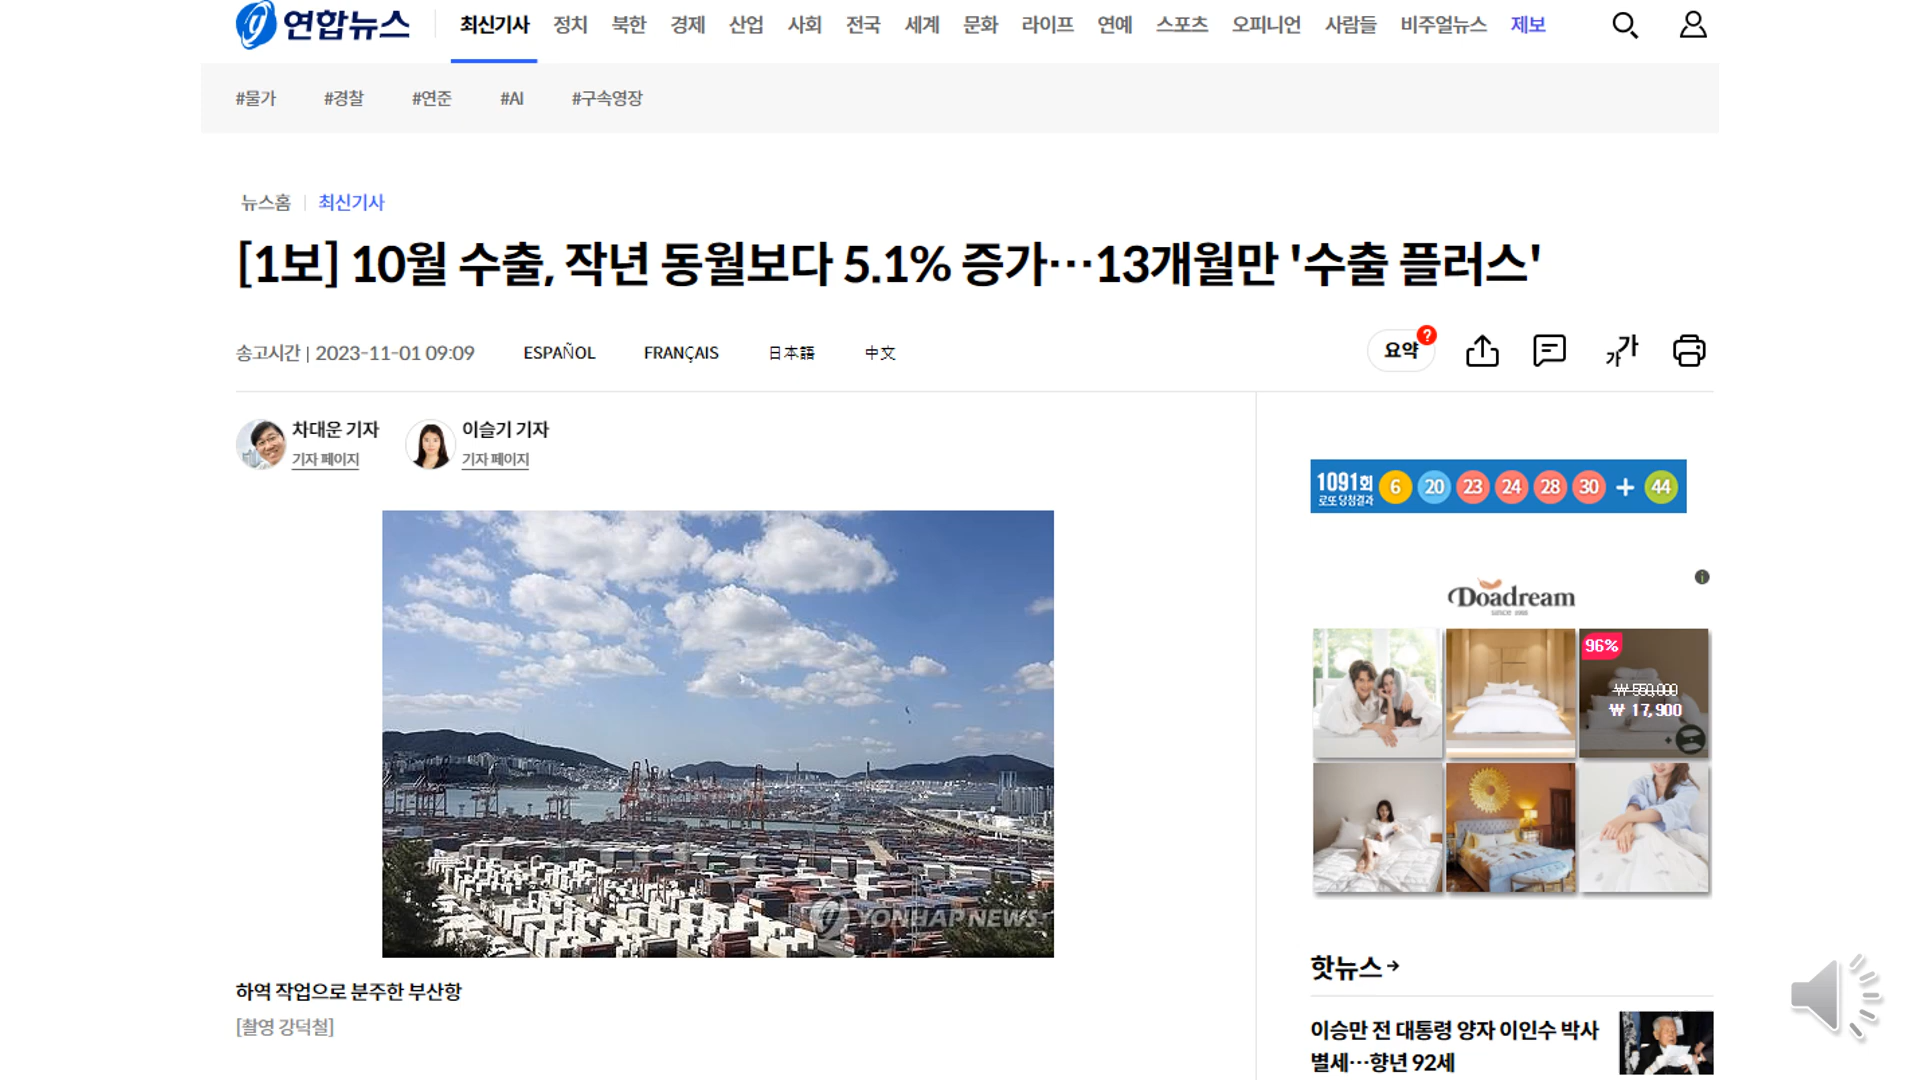 연합뉴스
최신기사 정치 북한 경제 산업 사회 전국 세계 문화 라이프 연예 스포츠 오피니언 사람들 비주얼뉴스 제보
#물가 #경찰 #연준 #AI #구속영장
뉴스홈 | 최신기사
[1보] 10월 수출, 작년 동월보다 5.1% 증가…13개월만 '수출 플러스'
송고시간 | 2023-11-01 09:09 ESPAÑOL FRANÇAIS 日本語 中文
요약 ? 가 가
차대운 기자
기자 페이지
이슬기 기자
기자 페이지
YONHAP NEWS
하역 작업으로 분주한 부산항
[촬영 강덕철]
1091회
로또 당첨결과
6 20 23 24 28 30 + 44
Doadream
96%
₩ 550,000
₩ 17,900
핫뉴스
이승만 전 대통령 양자 이인수 박사
별세…향년 92세